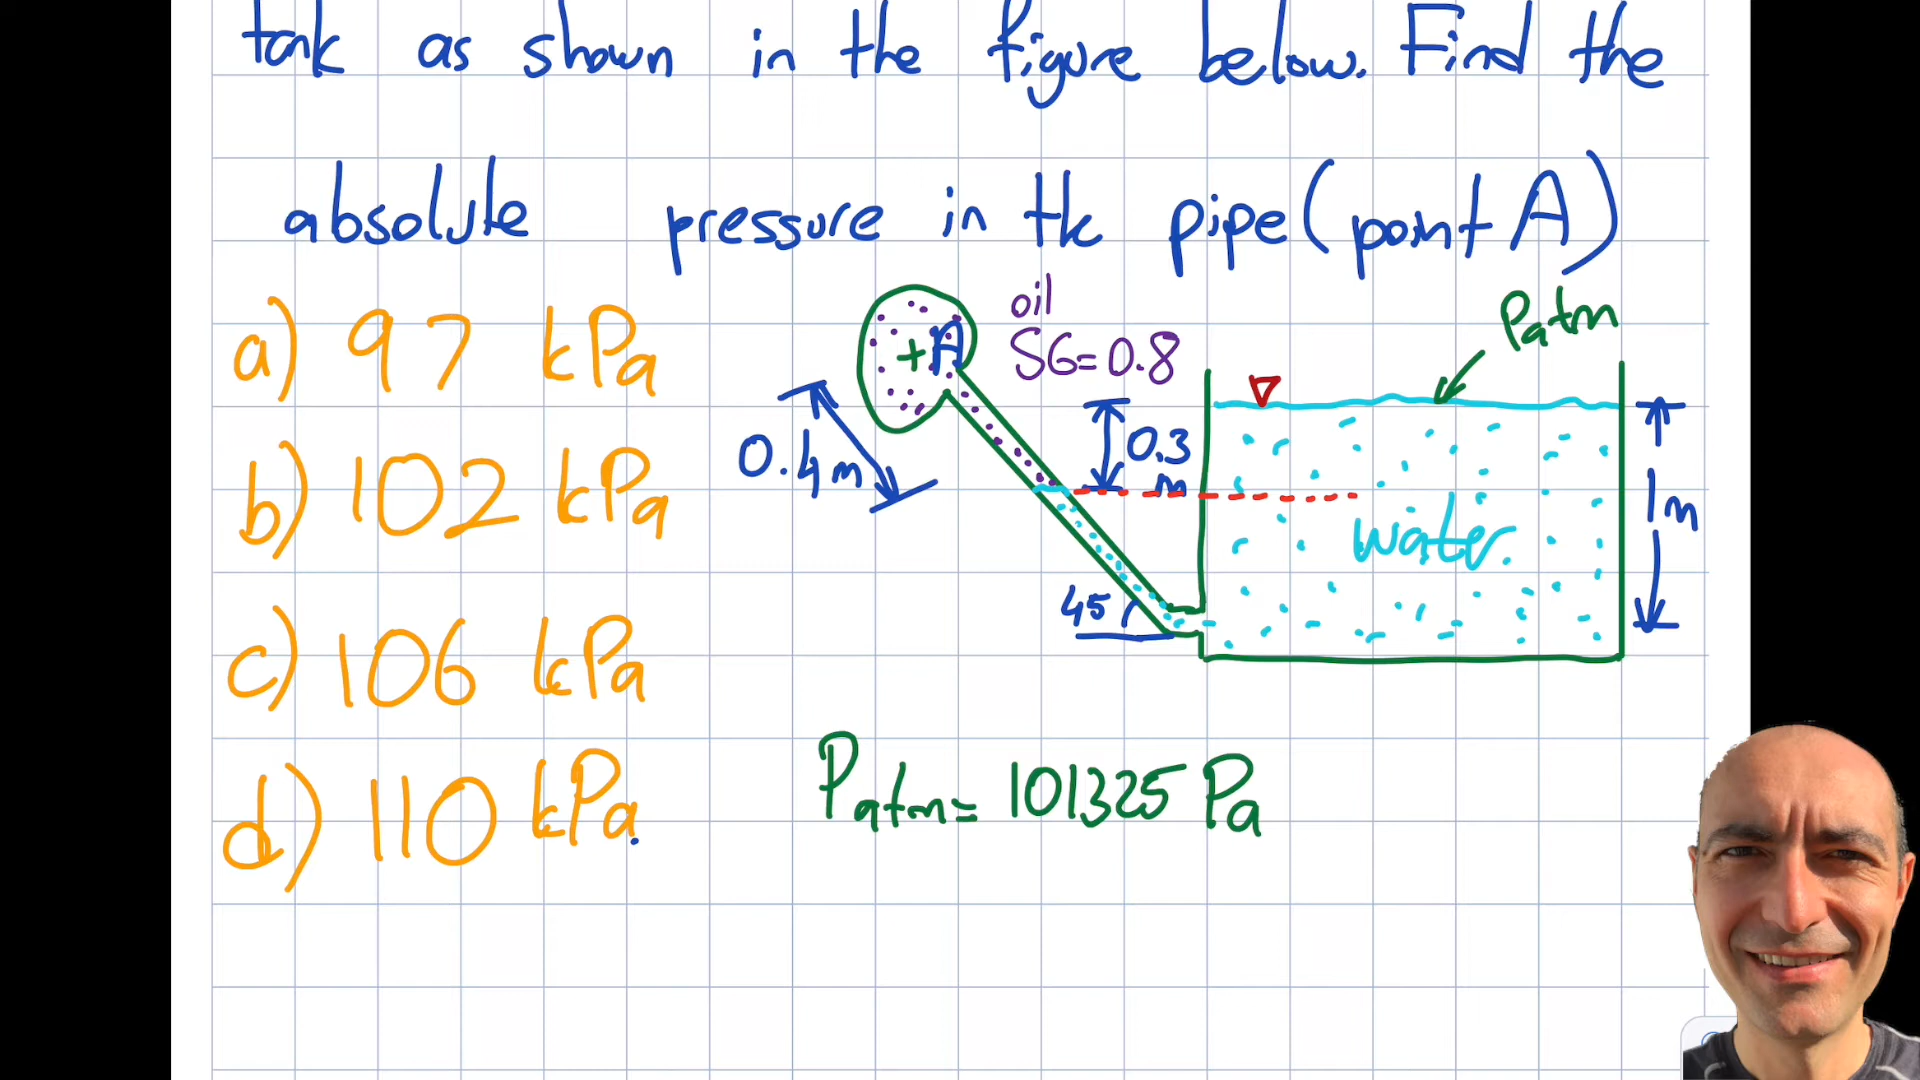 tank as shown in the figure below. Find the
absolute pressure in the pipe (point A)
a) 97 kPa
b) 102 kPa
c) 106 kPa
d) 110 kPa.
oil
SG=0.8
+A
Patm
0.4m
0.3
m
1m
water.
45
Patm= 101325 Pa